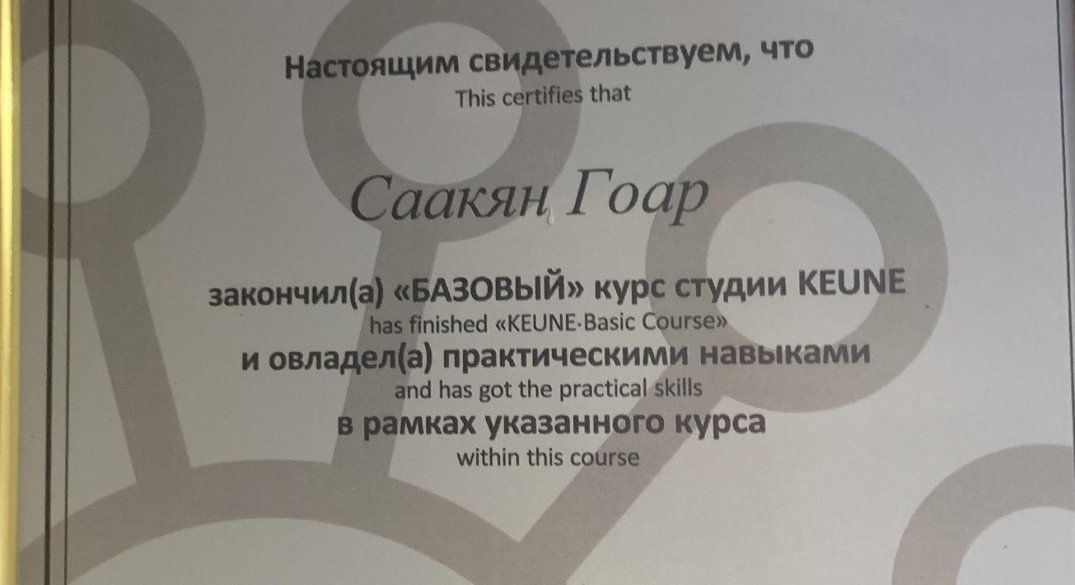 Настоящим свидетельствуем, что
This certifies that
Саакян Гоар
закончил(а) «БАЗОВЫЙ» курс студии KEUNE
has finished «KEUNE-Basic Course»
и овладел(а) практическими навыками
and has got the practical skills
в рамках указанного курса
within this course